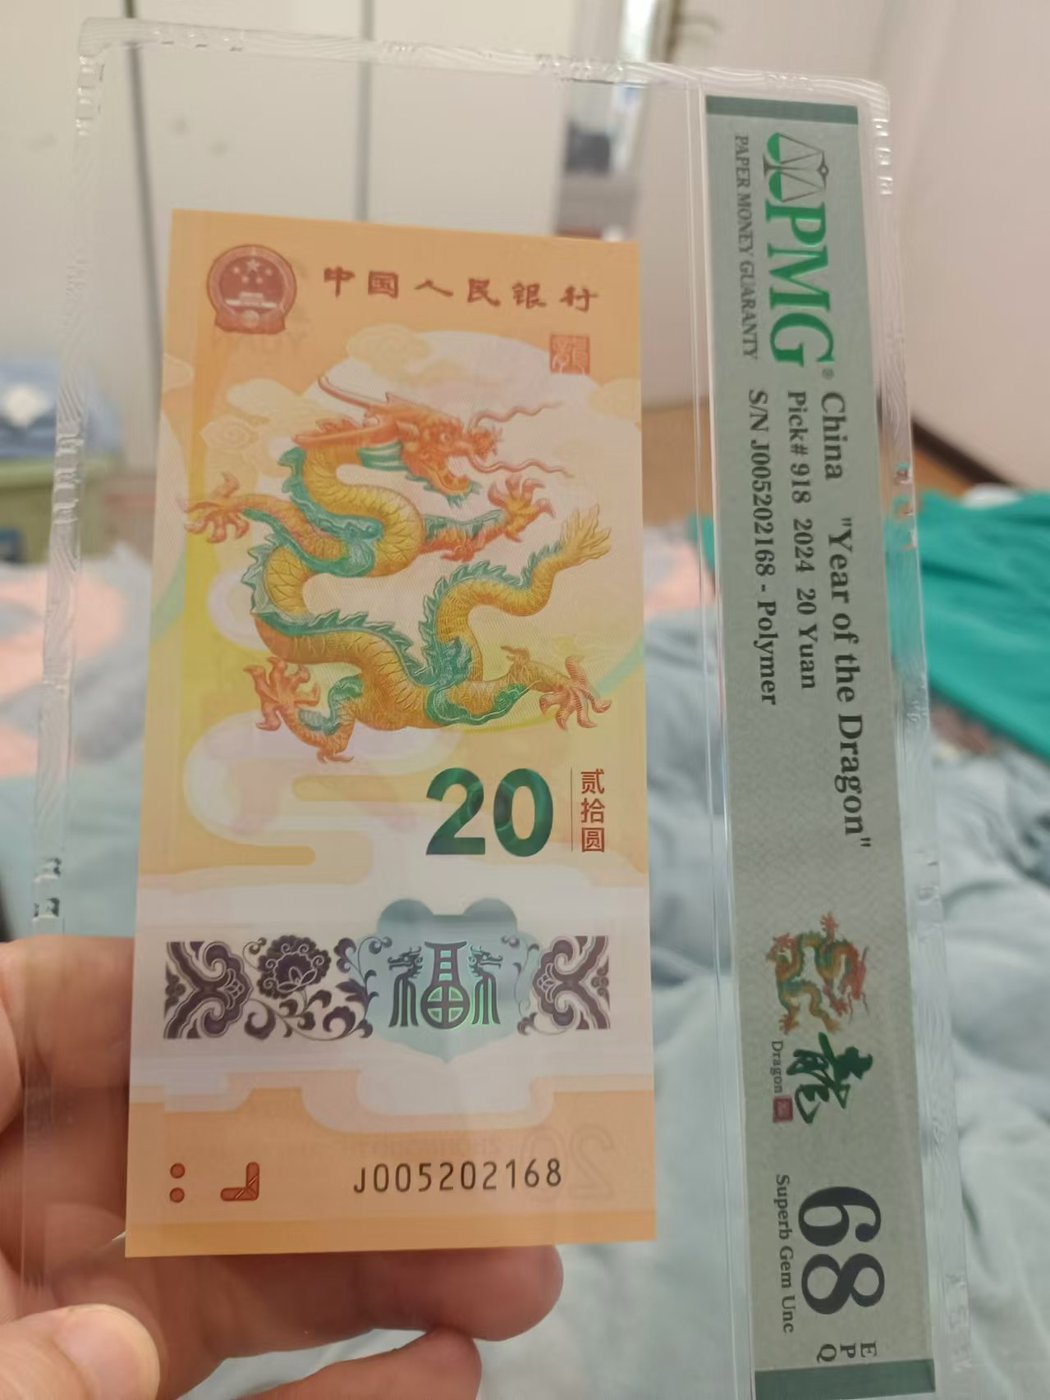 中国人民银行
20
贰拾圆
福
J005202168
PMG®
PAPER MONEY GUARANTY
China "Year of the Dragon"
Pick# 918 2024 20 Yuan
S/N J005202168 - Polymer
龍
Dragon
68
EPQ
Superb Gem Unc